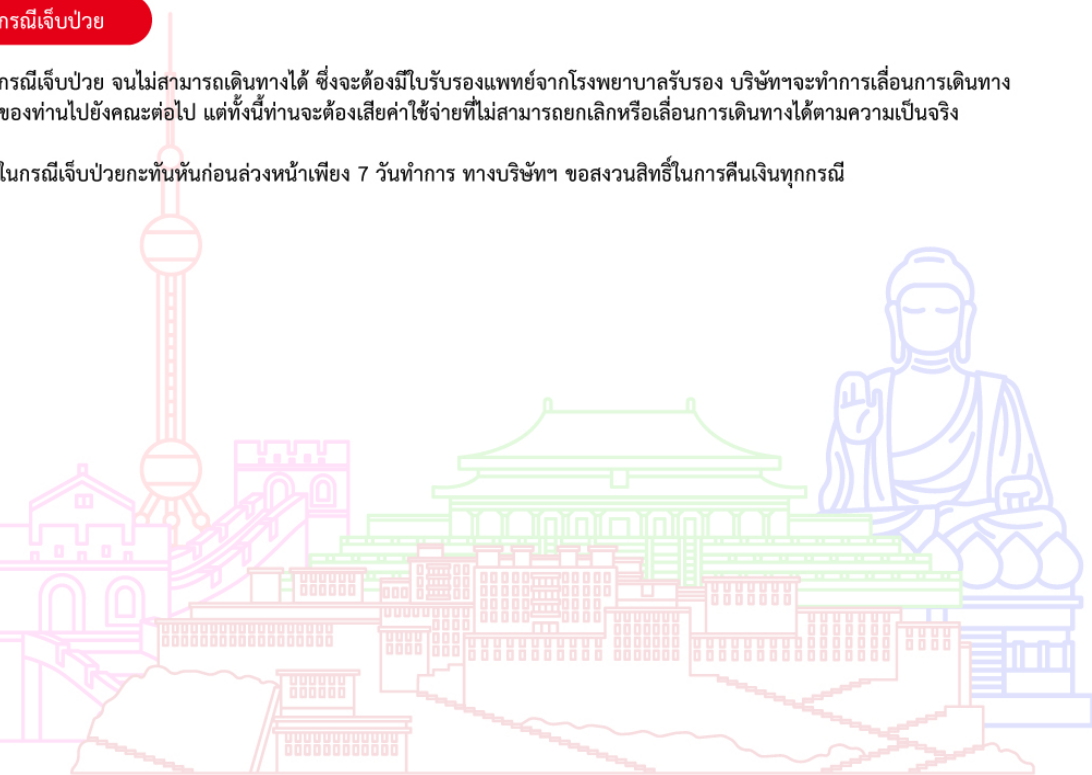 กรณีเจ็บป่วย
กรณีเจ็บป่วย จนไม่สามารถเดินทางได้ ซึ่งจะต้องมีใบรับรองแพทย์จากโรงพยาบาลรับรอง บริษัทฯจะทำการเลื่อนการเดินทาง
ของท่านไปยังคณะต่อไป แต่ทั้งนี้ท่านจะต้องเสียค่าใช้จ่ายที่ไม่สามารถยกเลิกหรือเลื่อนการเดินทางได้ตามความเป็นจริง
ในกรณีเจ็บป่วยกะทันหันก่อนล่วงหน้าเพียง 7 วันทำการ ทางบริษัทฯ ขอสงวนสิทธิ์ในการคืนเงินทุกกรณี